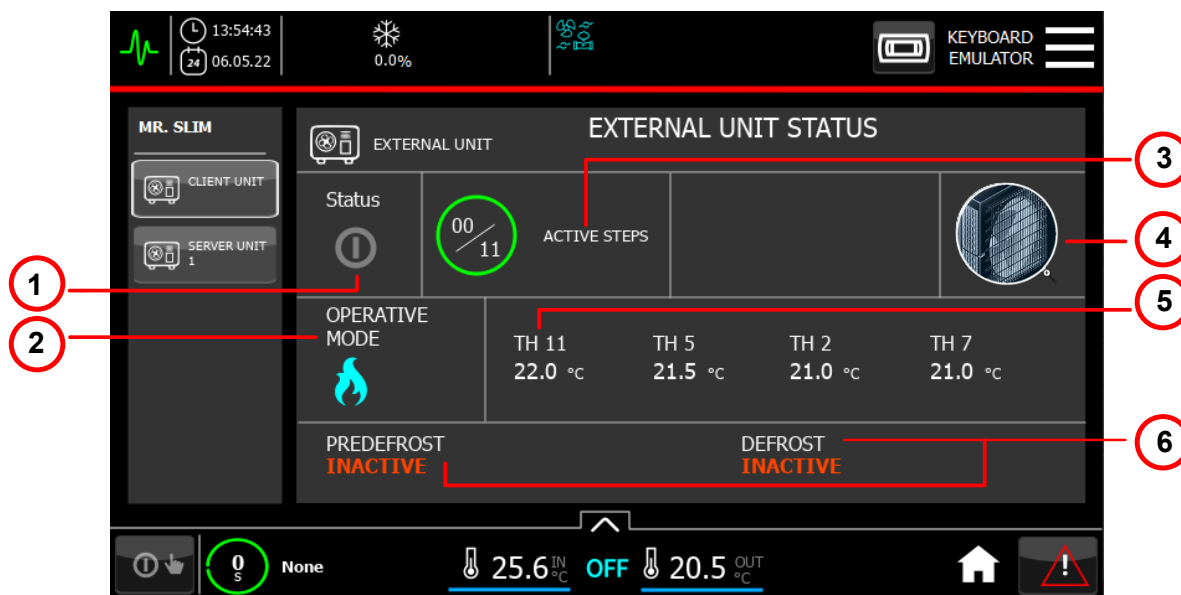 13:54:43
24 06.05.22
0.0%
KEYBOARD
EMULATOR
MR. SLIM
CLIENT UNIT
SERVER UNIT
1
EXTERNAL UNIT
EXTERNAL UNIT STATUS
Status
00
11
ACTIVE STEPS
OPERATIVE
MODE
TH 11 TH 5 TH 2 TH 7
22.0 °C 21.5 °C 21.0 °C 21.0 °C
PREDEFROST DEFROST
INACTIVE INACTIVE
0
S
None
25.6 IN °C OFF 20.5 OUT °C
!
1
2
3
4
5
6